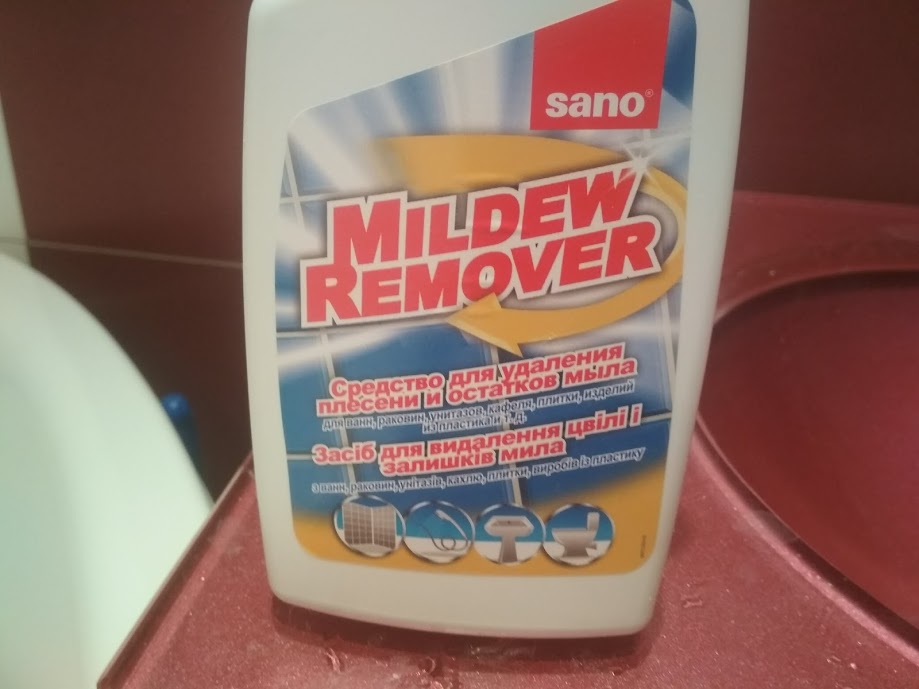 sano®
MILDEW
REMOVER
Средство для удаления
плесени и остатков мыла
для ванн, раковин, унитазов, кафеля, плитки, изделий
из пластика и т.д.
Засіб для видалення цвілі і
залишків мила
з ванн, раковин, унітазів, кахлю, плитки, виробів із пластику